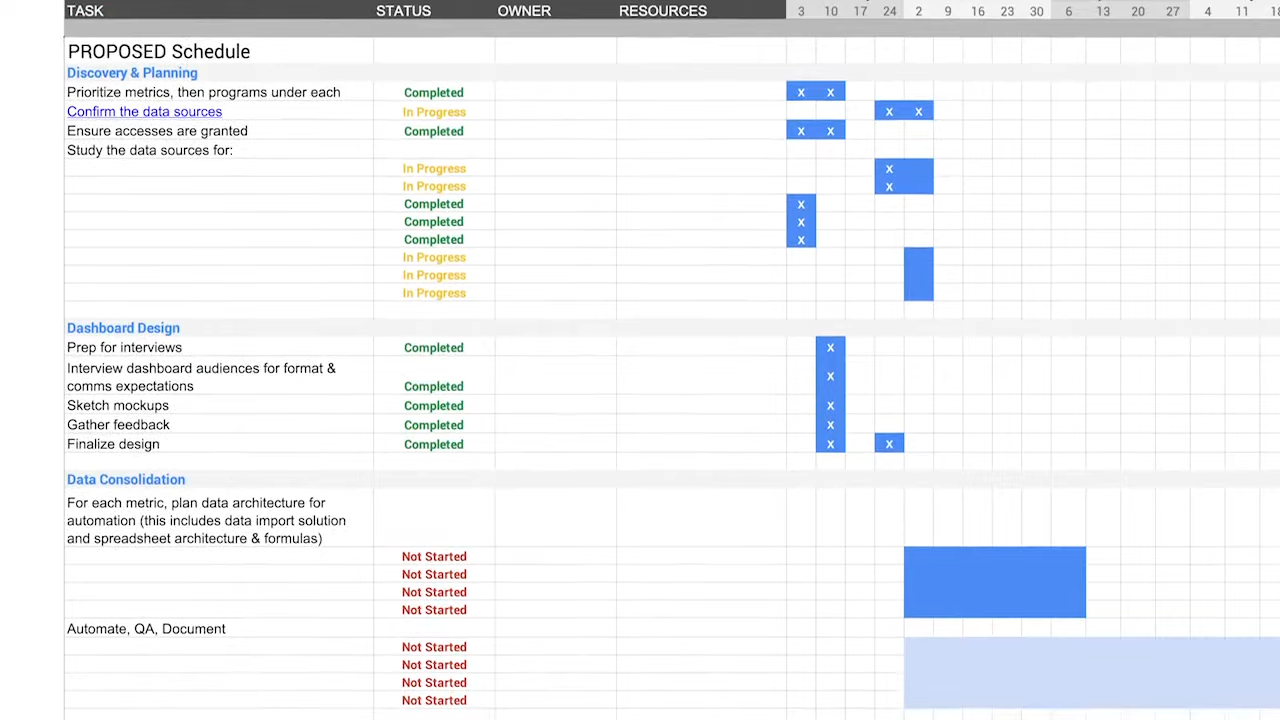 TASK STATUS OWNER RESOURCES 3 10 17 24 2 9 16 23 30 6 13 20 27 4 11
PROPOSED Schedule
Discovery & Planning
Prioritize metrics, then programs under each Completed x x
Confirm the data sources In Progress x x
Ensure accesses are granted Completed x x
Study the data sources for:
In Progress x
In Progress x
Completed x
Completed x
Completed x
In Progress
In Progress
In Progress
Dashboard Design
Prep for interviews Completed x
Interview dashboard audiences for format &
comms expectations Completed x
Sketch mockups Completed x
Gather feedback Completed x
Finalize design Completed x x
Data Consolidation
For each metric, plan data architecture for
automation (this includes data import solution
and spreadsheet architecture & formulas)
Not Started
Not Started
Not Started
Not Started
Automate, QA, Document
Not Started
Not Started
Not Started
Not Started